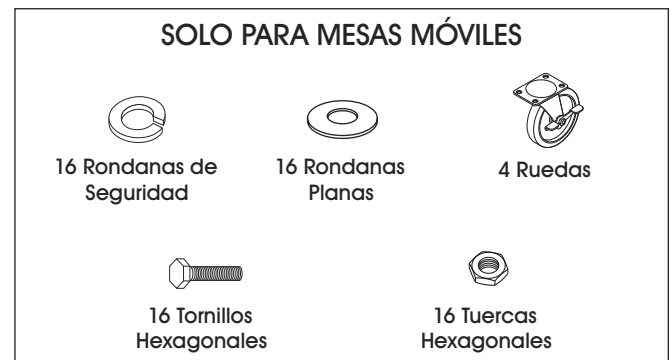 SOLO PARA MESAS MÓVILES
16 Rondanas de
Seguridad
16 Rondanas
Planas
4 Ruedas
16 Tornillos
Hexagonales
16 Tuercas
Hexagonales